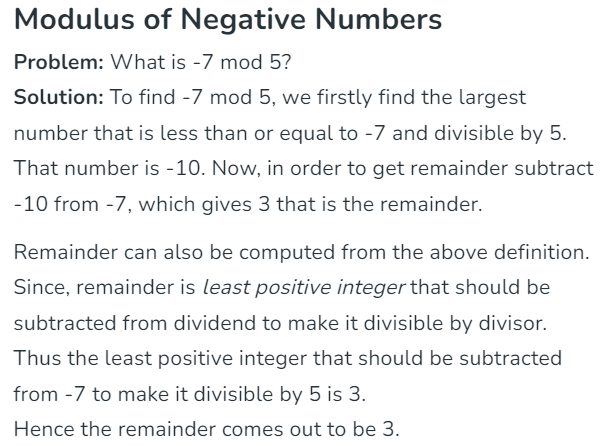 Modulus of Negative Numbers
Problem: What is -7 mod 5?
Solution: To find -7 mod 5, we firstly find the largest
number that is less than or equal to -7 and divisible by 5.
That number is -10. Now, in order to get remainder subtract
-10 from -7, which gives 3 that is the remainder.
Remainder can also be computed from the above definition.
Since, remainder is least positive integer that should be
subtracted from dividend to make it divisible by divisor.
Thus the least positive integer that should be subtracted
from -7 to make it divisible by 5 is 3.
Hence the remainder comes out to be 3.